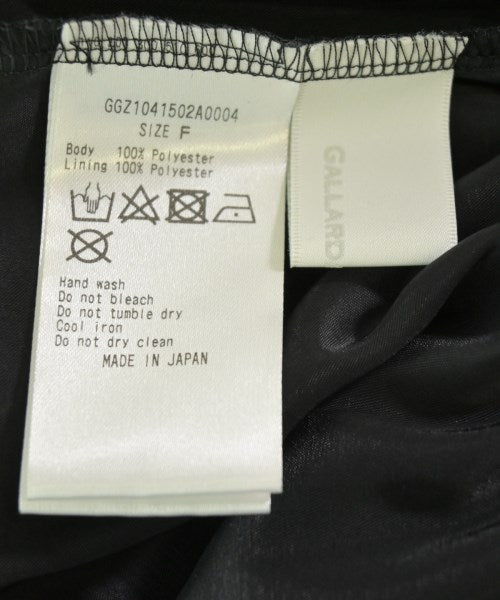 GGZ1041502A0004
SIZE F
Body 100% Polyester
Lining 100% Polyester
Hand wash
Do not bleach
Do not tumble dry
Cool iron
Do not dry clean
MADE IN JAPAN
GALLARD